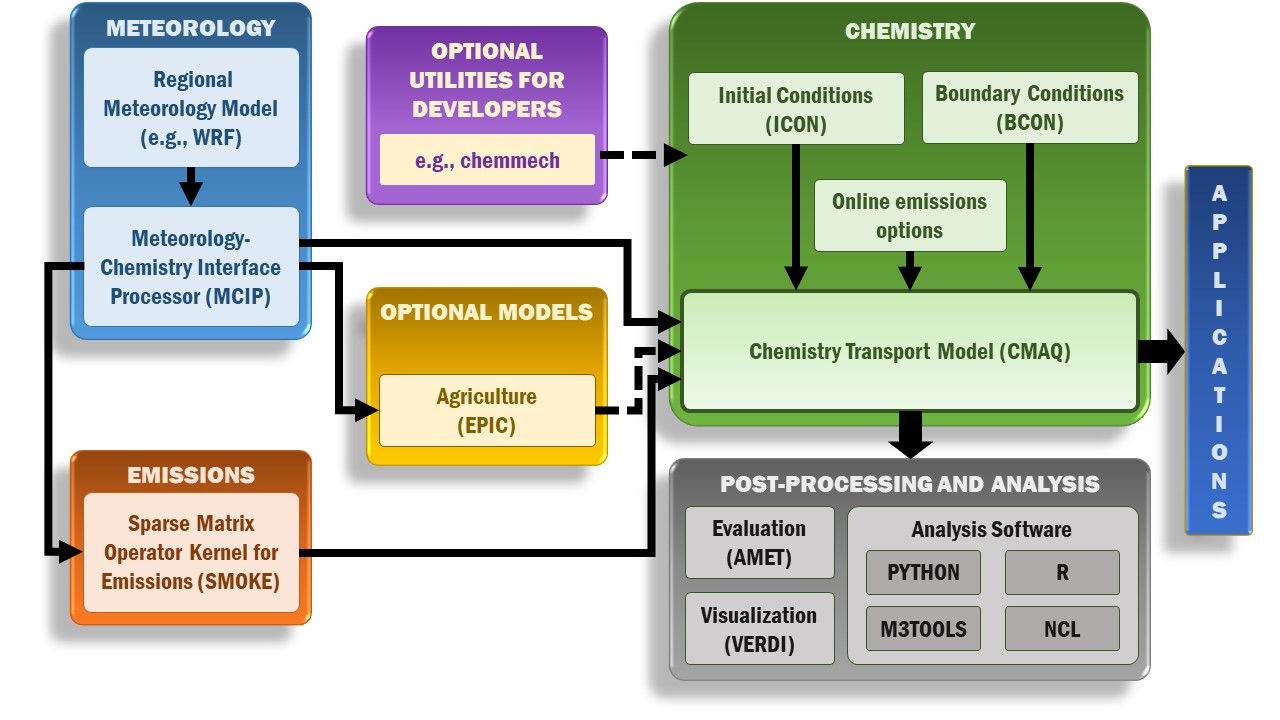 METEOROLOGY
Regional
Meteorology Model
(e.g., WRF)
Meteorology-
Chemistry Interface
Processor (MCIP)
EMISSIONS
Sparse Matrix
Operator Kernel for
Emissions (SMOKE)
OPTIONAL
UTILITIES FOR
DEVELOPERS
e.g., chemmech
OPTIONAL MODELS
Agriculture
(EPIC)
CHEMISTRY
Initial Conditions
(ICON)
Boundary Conditions
(BCON)
Online emissions
options
Chemistry Transport Model (CMAQ)
POST-PROCESSING AND ANALYSIS
Evaluation
(AMET)
Visualization
(VERDI)
Analysis Software
PYTHON
R
M3TOOLS
NCL
APPLICATIONS